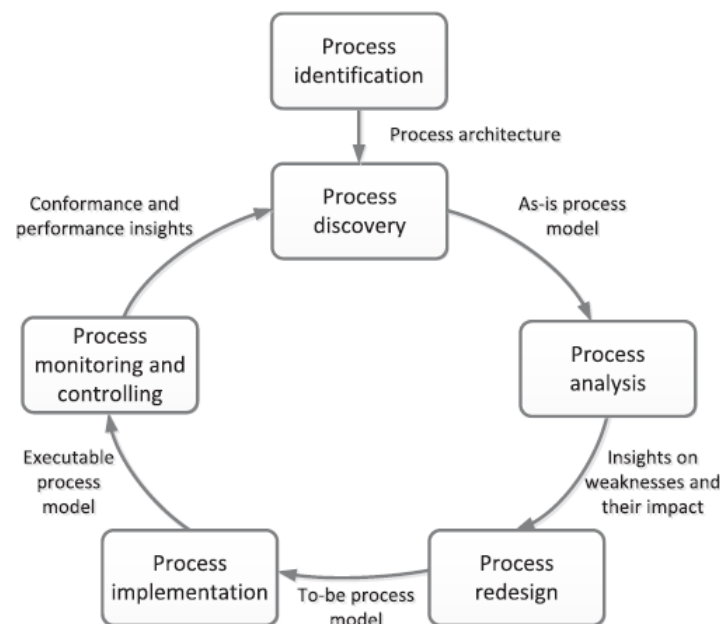 Process
identification
Process architecture
Process
discovery
Conformance and
performance insights
As-is process
model
Process
monitoring and
controlling
Process
analysis
Executable
process
model
Insights on
weaknesses and
their impact
Process
implementation
To-be process
model
Process
redesign